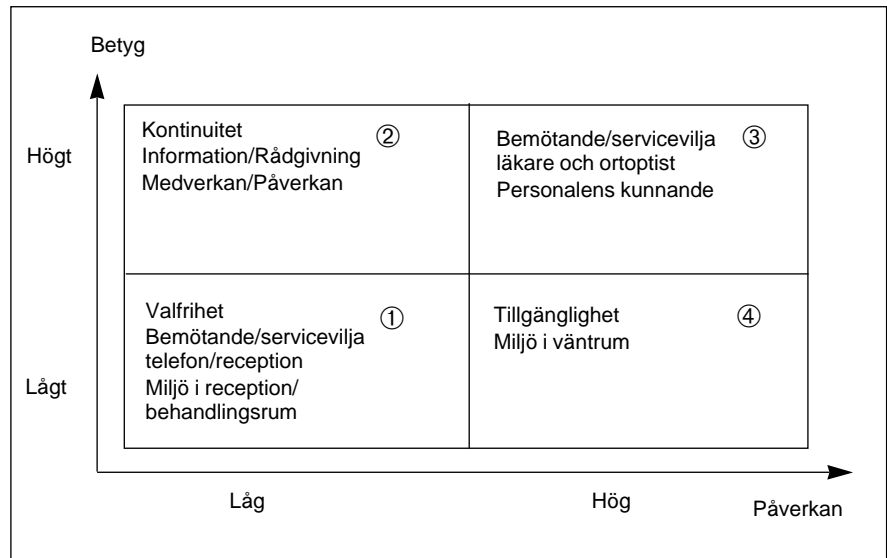 Betyg
Högt
Kontinuitet ②
Information/Rådgivning
Medverkan/Påverkan
Bemötande/servicevilja ③
läkare och ortoptist
Personalens kunnande
Lågt
Valfrihet ①
Bemötande/servicevilja
telefon/reception
Miljö i reception/
behandlingsrum
Tillgänglighet ④
Miljö i väntrum
Låg Hög
Påverkan